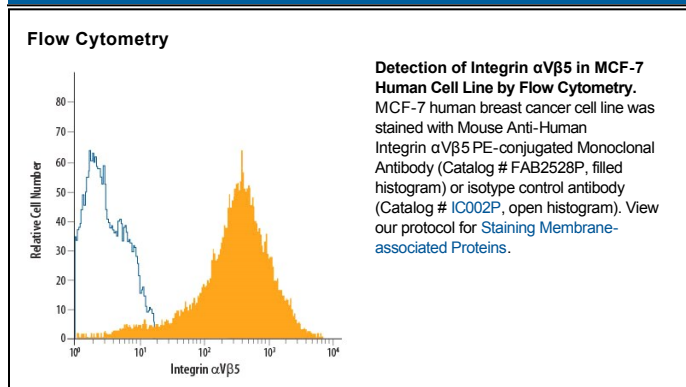 Flow Cytometry
80
70
60
50
40
30
20
10
0
Relative Cell Number
10⁰ 10¹ 10² 10³ 10⁴
Integrin αVβ5
Detection of Integrin αVβ5 in MCF-7
Human Cell Line by Flow Cytometry.
MCF-7 human breast cancer cell line was
stained with Mouse Anti-Human
Integrin αVβ5 PE-conjugated Monoclonal
Antibody (Catalog # FAB2528P, filled
histogram) or isotype control antibody
(Catalog # IC002P, open histogram). View
our protocol for Staining Membrane-
associated Proteins.